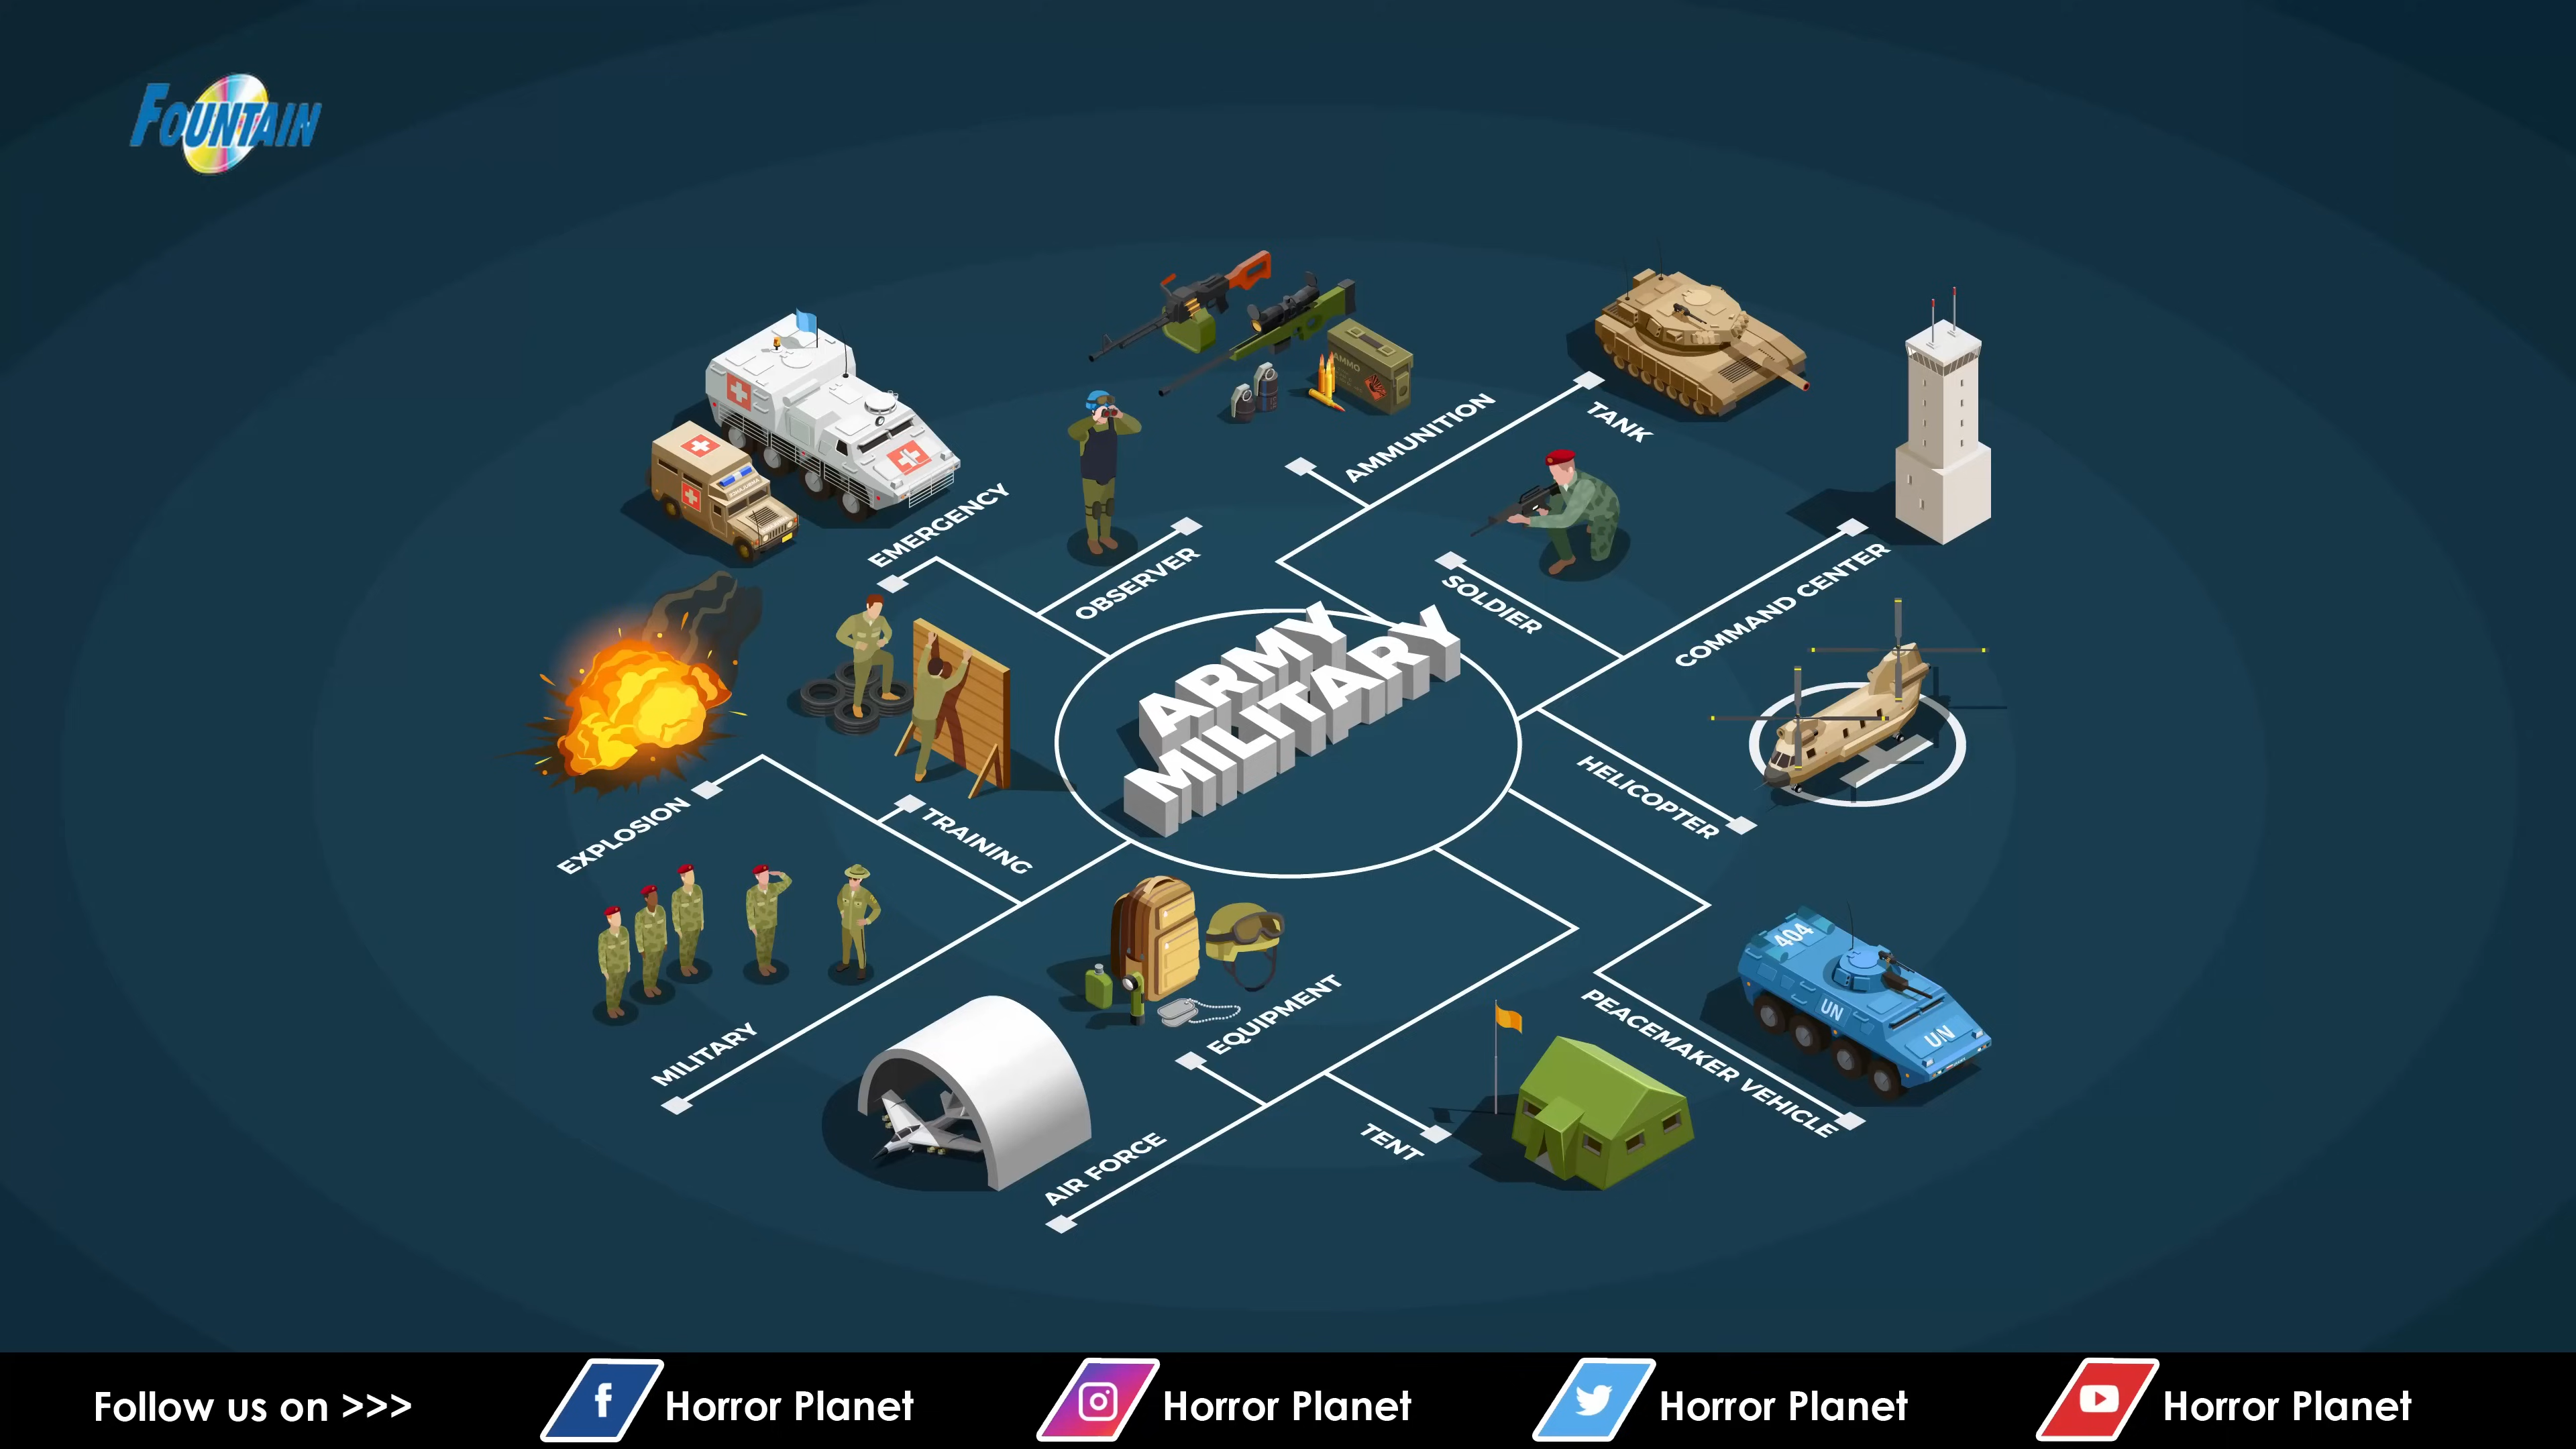 FOUNTAIN
TANK
AMMUNITION
EMERGENCY
OBSERVER
SOLDIER
COMMAND CENTER
ARMY
MILITARY
HELICOPTER
EXPLOSION
TRAINING
404
UN
UN
EQUIPMENT
PEACEMAKER VEHICLE
MILITARY
TENT
AIR FORCE
AMMO
Follow us on >>>
Horror Planet
Horror Planet
Horror Planet
Horror Planet